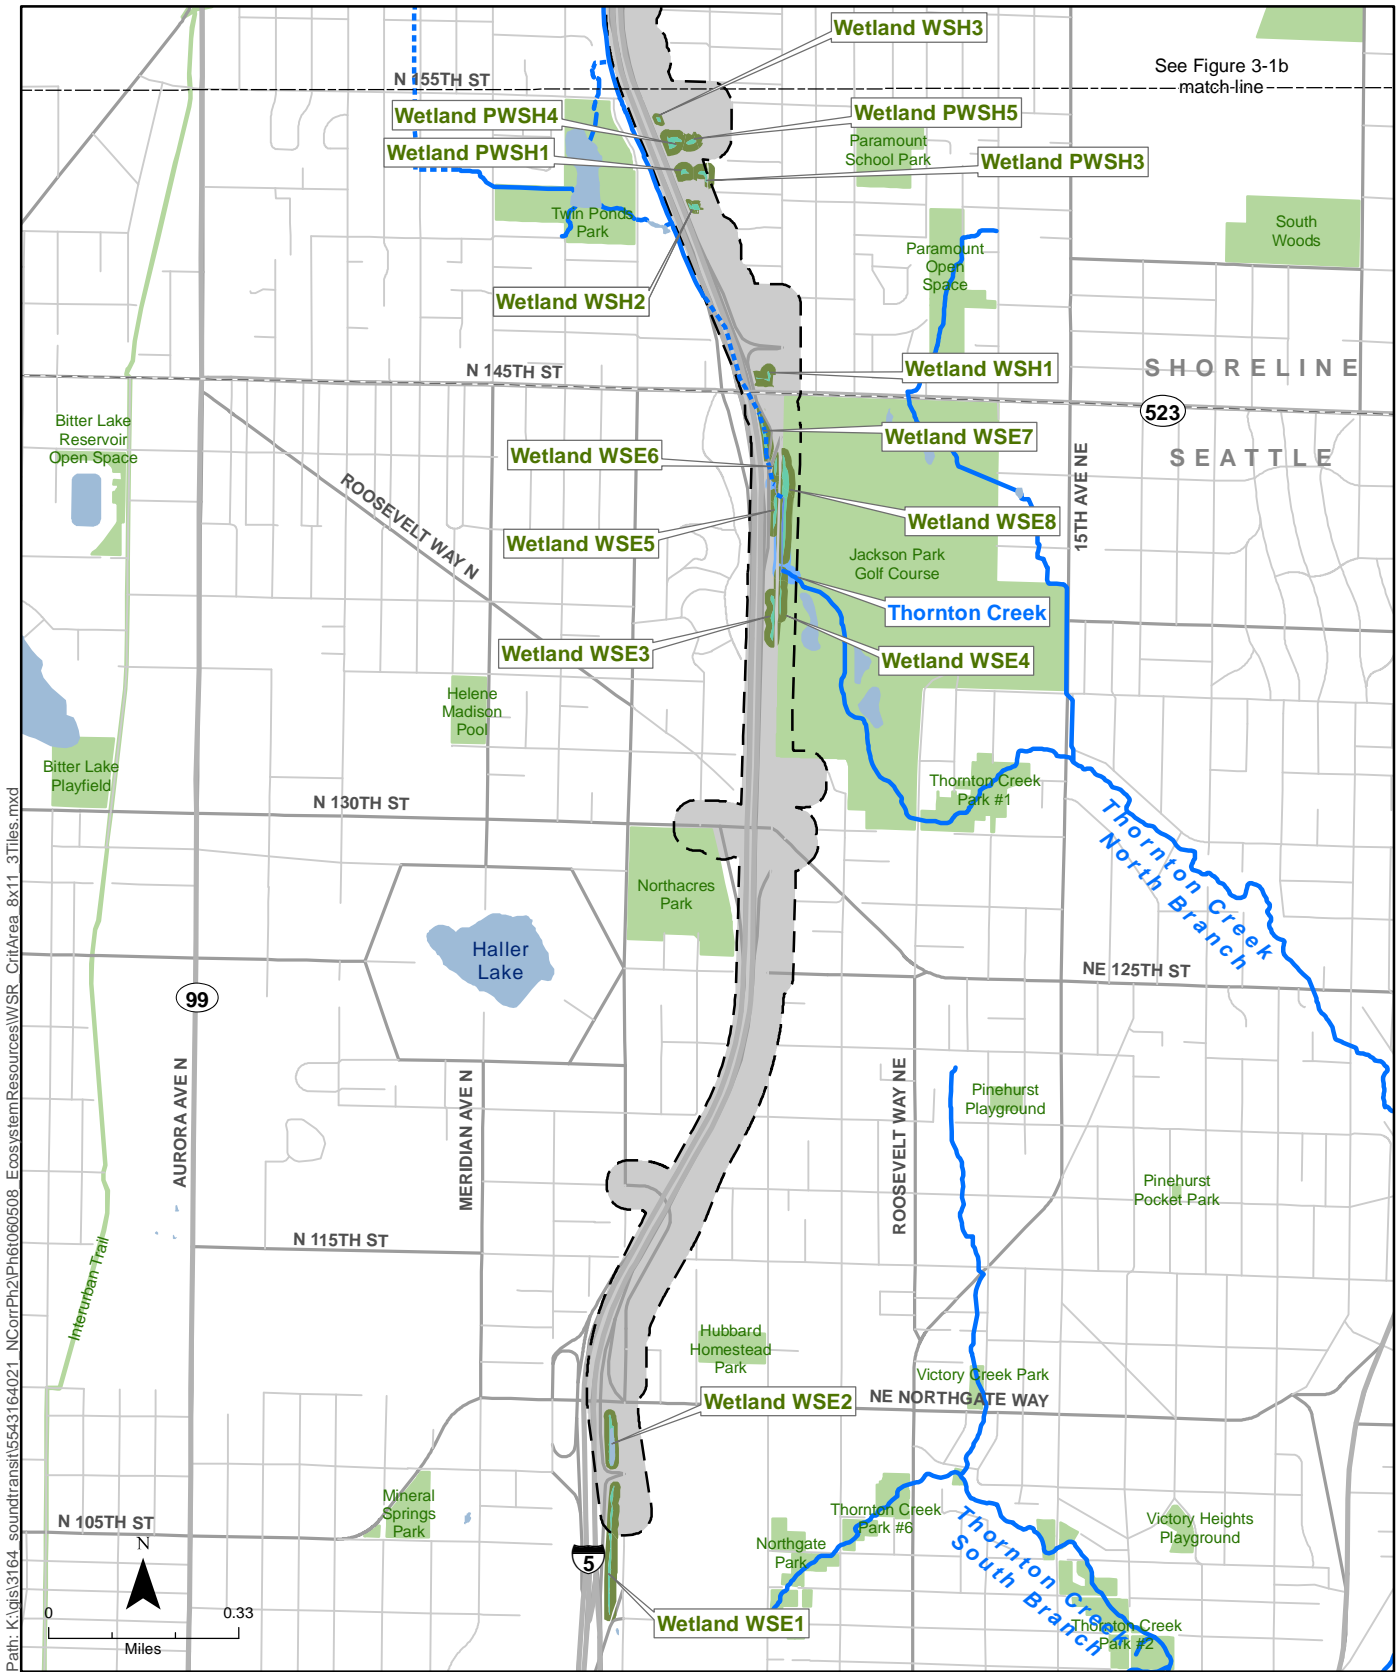 Wetland WSH3
See Figure 3-1b
match-line
N 155TH ST
Wetland PWSH4
Wetland PWSH5
Paramount
School Park
Wetland PWSH1
Wetland PWSH3
Twin Ponds
Park
South
Woods
Paramount
Open
Space
Wetland WSH2
N 145TH ST
Wetland WSH1
SHORELINE
523
Bitter Lake
Reservoir
Open Space
Wetland WSE7
Wetland WSE6
SEATTLE
ROOSEVELT WAY N
15TH AVE NE
Wetland WSE8
Wetland WSE5
Jackson Park
Golf Course
Thornton Creek
Wetland WSE3
Wetland WSE4
Helene
Madison
Pool
Bitter Lake
Playfield
Thornton Creek
Park #1
N 130TH ST
Thornton Creek
North Branch
Northacres
Park
Haller
Lake
NE 125TH ST
99
AURORA AVE N
MERIDIAN AVE N
ROOSEVELT WAY NE
Pinehurst
Playground
Pinehurst
Pocket Park
N 115TH ST
Interurban Trail
Hubbard
Homestead
Park
Victory Creek Park
NE NORTHGATE WAY
Wetland WSE2
Mineral
Springs
Park
N 105TH ST
Thornton Creek
Park #6
Victory Heights
Playground
Northgate
Park
Thornton Creek
South Branch
5
N
0
0.33
Miles
Wetland WSE1
Thornton Creek
Park #2
Path: K:\gis\3164_soundtransit\5543164021_NCorrPh2\Ph6t060508_EcosystemResources\WSR_CritArea_8x11_3Tiles.mxd